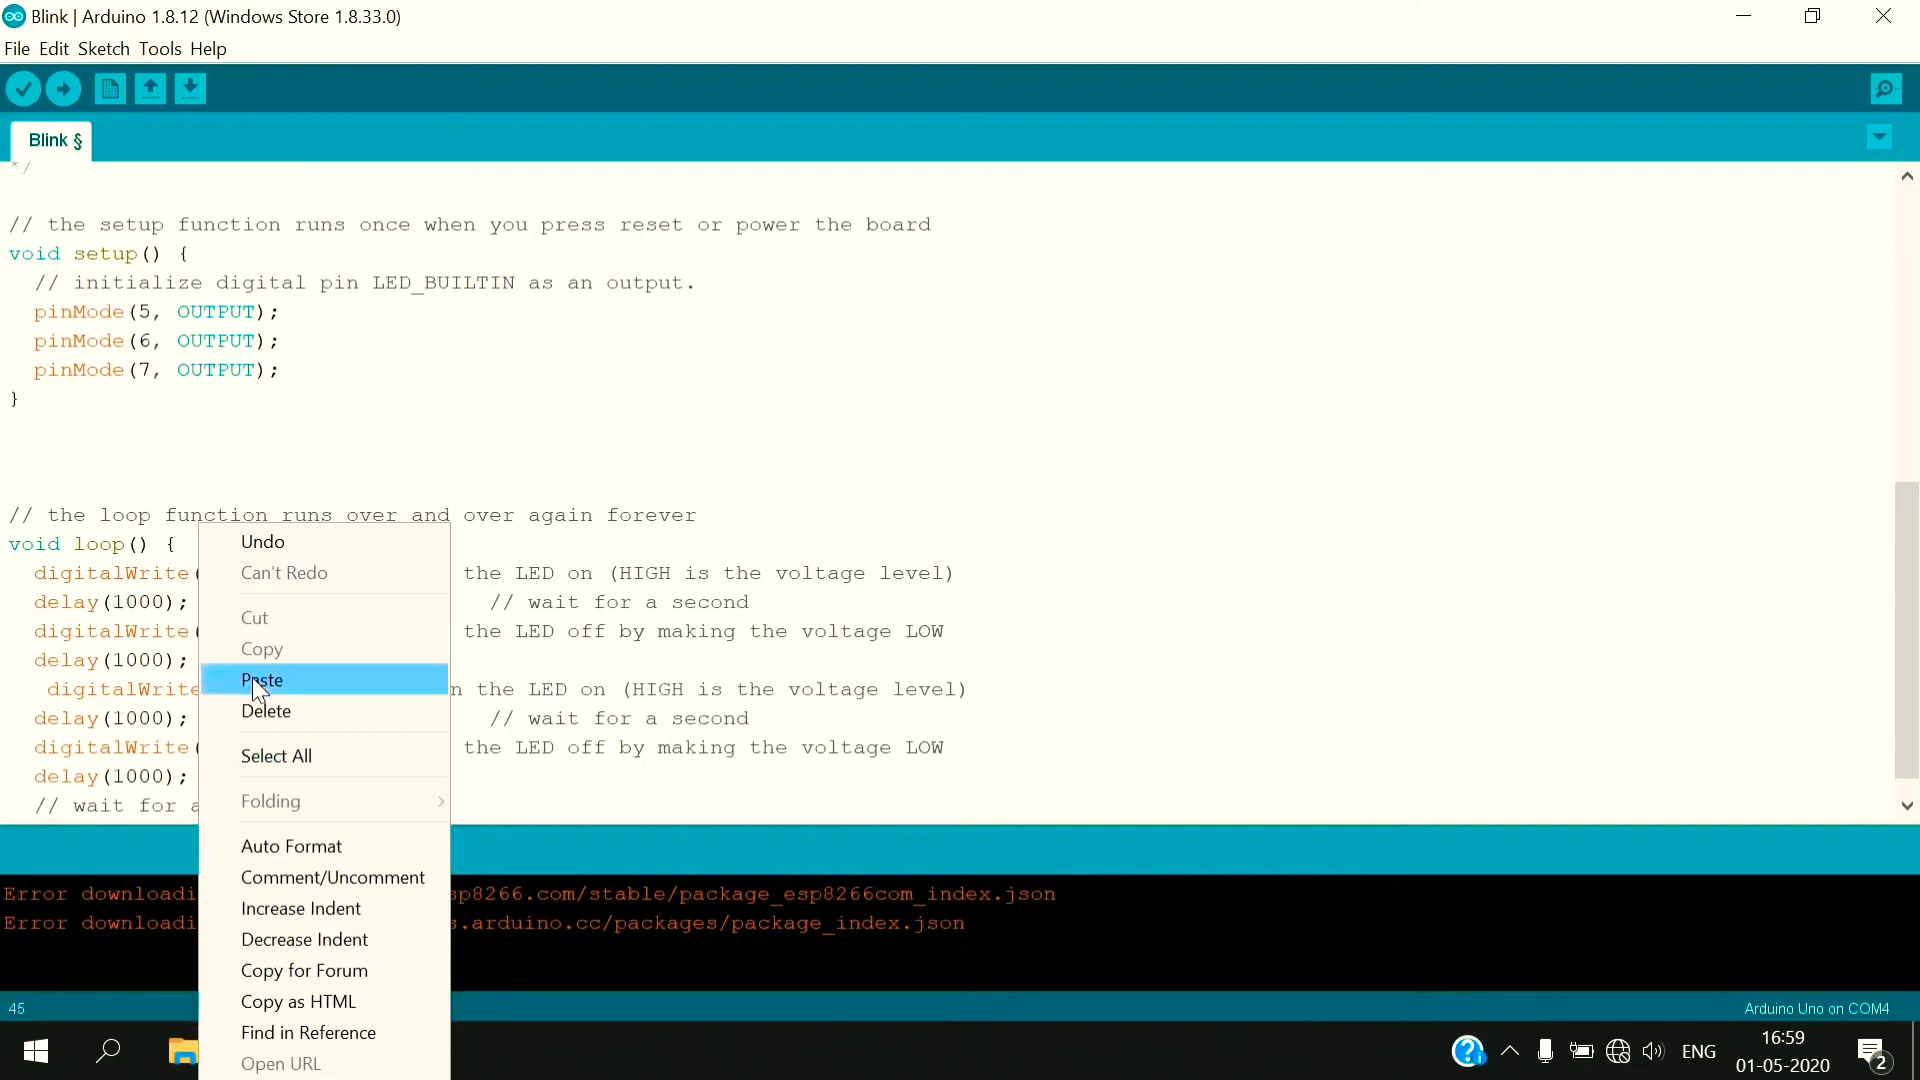 Blink | Arduino 1.8.12 (Windows Store 1.8.33.0)
File Edit Sketch Tools Help
Blink §
*/
// the setup function runs once when you press reset or power the board
void setup() {
// initialize digital pin LED_BUILTIN as an output.
pinMode(5, OUTPUT);
pinMode(6, OUTPUT);
pinMode(7, OUTPUT);
}
// the loop function runs over and over again forever
void loop() {
digitalWrite( the LED on (HIGH is the voltage level)
delay(1000); // wait for a second
digitalWrite( the LED off by making the voltage LOW
delay(1000);
digitalWrite n the LED on (HIGH is the voltage level)
delay(1000); // wait for a second
digitalWrite( the LED off by making the voltage LOW
delay(1000);
// wait for a
Undo
Can't Redo
Cut
Copy
Paste
Delete
Select All
Folding
Auto Format
Comment/Uncomment
Increase Indent
Decrease Indent
Copy for Forum
Copy as HTML
Find in Reference
Open URL
Error downloadi sp8266.com/stable/package_esp8266com_index.json
Error downloadi s.arduino.cc/packages/package_index.json
45
Arduino Uno on COM4
ENG
16:59
01-05-2020
2